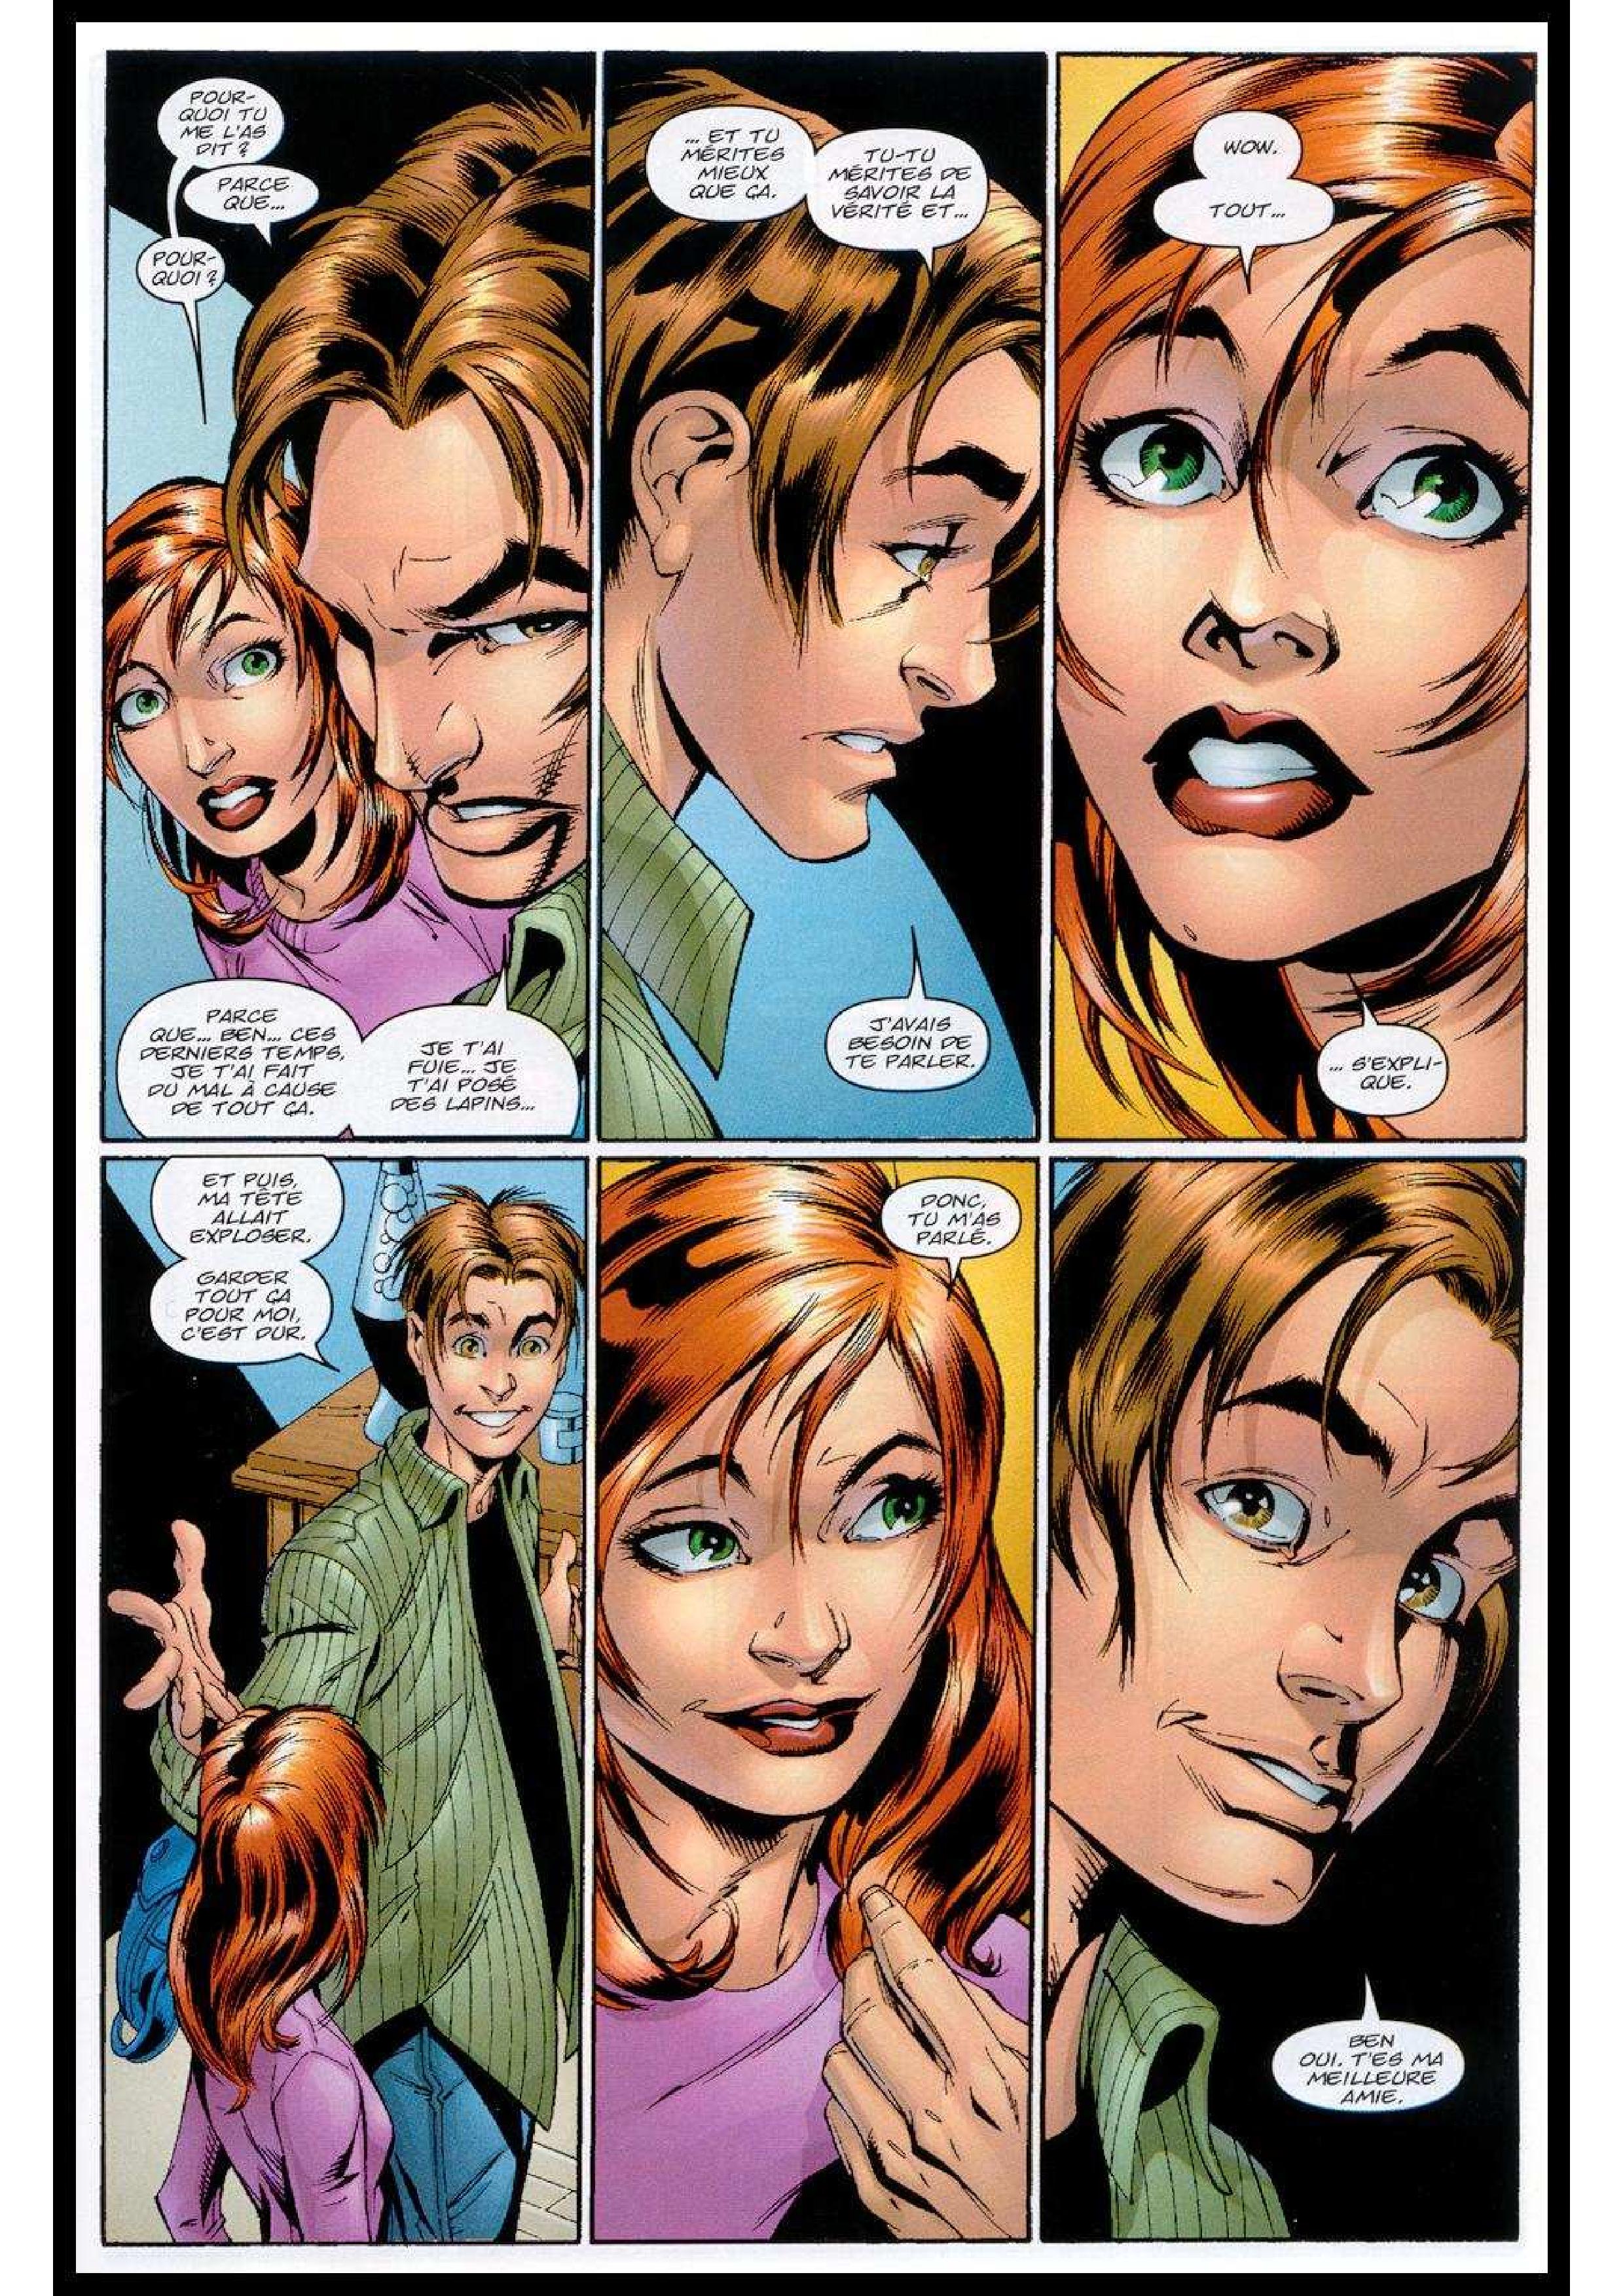 POUR-
QUOI TU
ME L'AS
DIT ?
PARCE
QUE...
POUR-
QUOI ?
PARCE
QUE... BEN... CES
DERNIERS TEMPS,
JE T'AI FAIT
DU MAL À CAUSE
DE TOUT ÇA.
JE T'AI
FUIE... JE
T'AI POSÉ
DES LAPINS...
... ET TU
MÉRITES
MIEUX
QUE ÇA.
TU-TU
MÉRITES DE
SAVOIR LA
VÉRITÉ ET...
J'AVAIS
BESOIN DE
TE PARLER.
WOW.
TOUT...
... S'EXPLI-
QUE.
ET PUIS,
MA TÊTE
ALLAIT
EXPLOSER.
GARDER
TOUT ÇA
POUR MOI,
C'EST DUR.
DONC,
TU M'AS
PARLÉ.
BEN
OUI. T'ES MA
MEILLEURE
AMIE.